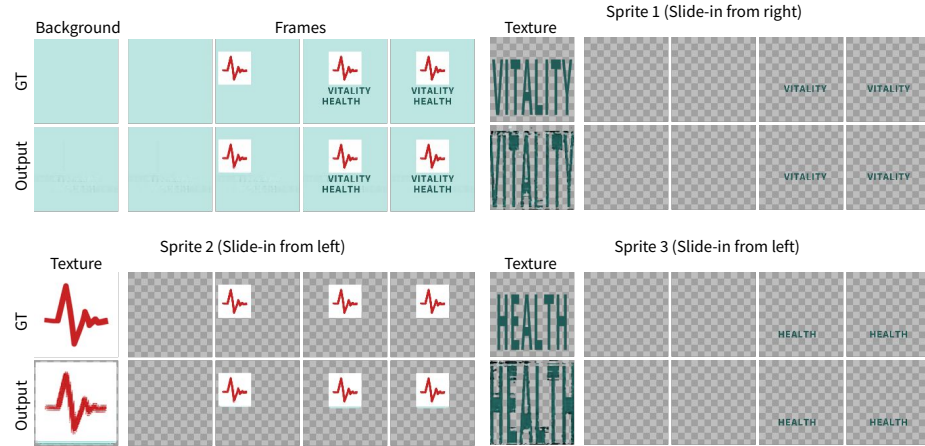 Sprite 1 (Slide-in from right)
Background
Frames
Texture
GT
VITALITY
HEALTH
VITALITY
HEALTH
VITALITY
VITALITY
VITALITY
Output
VITALITY
HEALTH
VITALITY
HEALTH
VITALITY
VITALITY
VITALITY
Sprite 2 (Slide-in from left)
Sprite 3 (Slide-in from left)
Texture
Texture
GT
HEALTH
HEALTH
HEALTH
Output
HEALTH
HEALTH
HEALTH